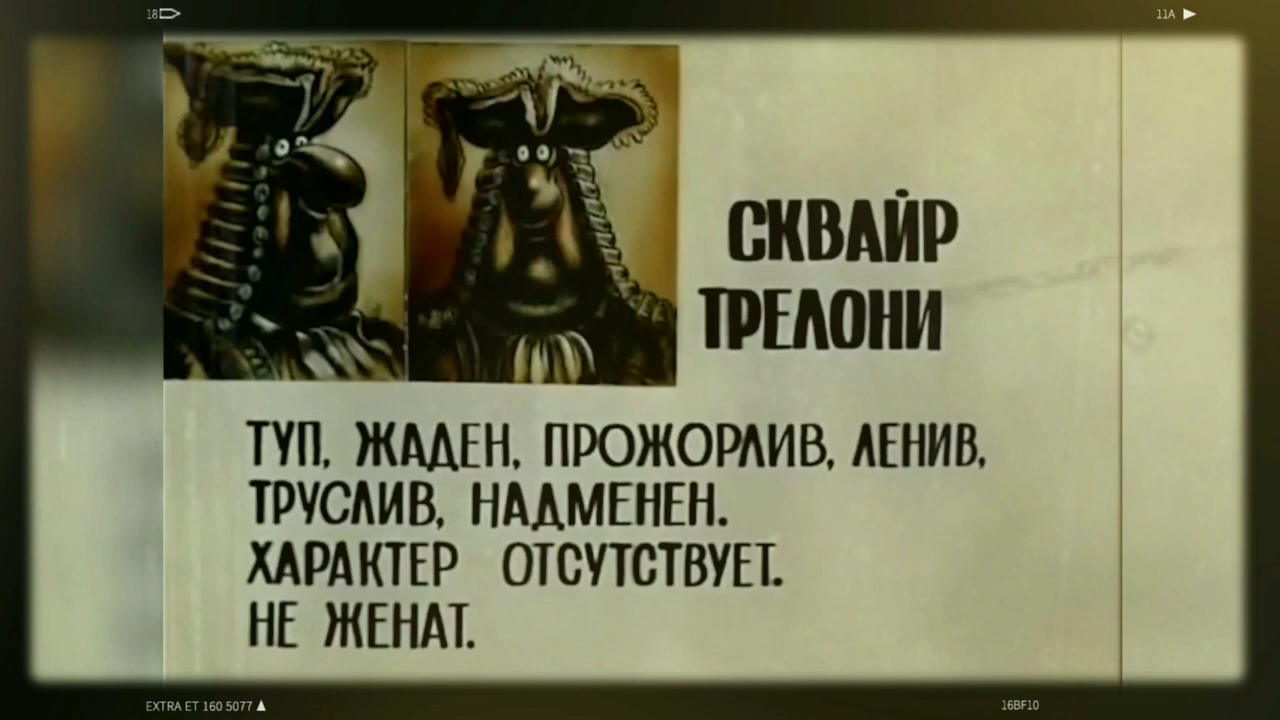 18
11A
СКВАЙР
ТРЕЛОНИ
ТУП, ЖАДЕН, ПРОЖОРЛИВ, ЛЕНИВ,
ТРУСЛИВ, НАДМЕНЕН.
ХАРАКТЕР ОТСУТСТВУЕТ.
НЕ ЖЕНАТ.
EXTRA ET 160 5077
16BF10